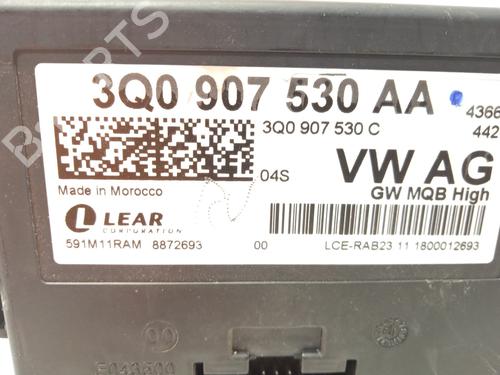 3Q0 907 530 AA
4366
3Q0 907 530 C
442
04S
VW AG
GW MQB High
Made in Morocco
LEAR
CORPORATION
591M11RAM 8872693 00 LCE-RAB23 11 1800012693